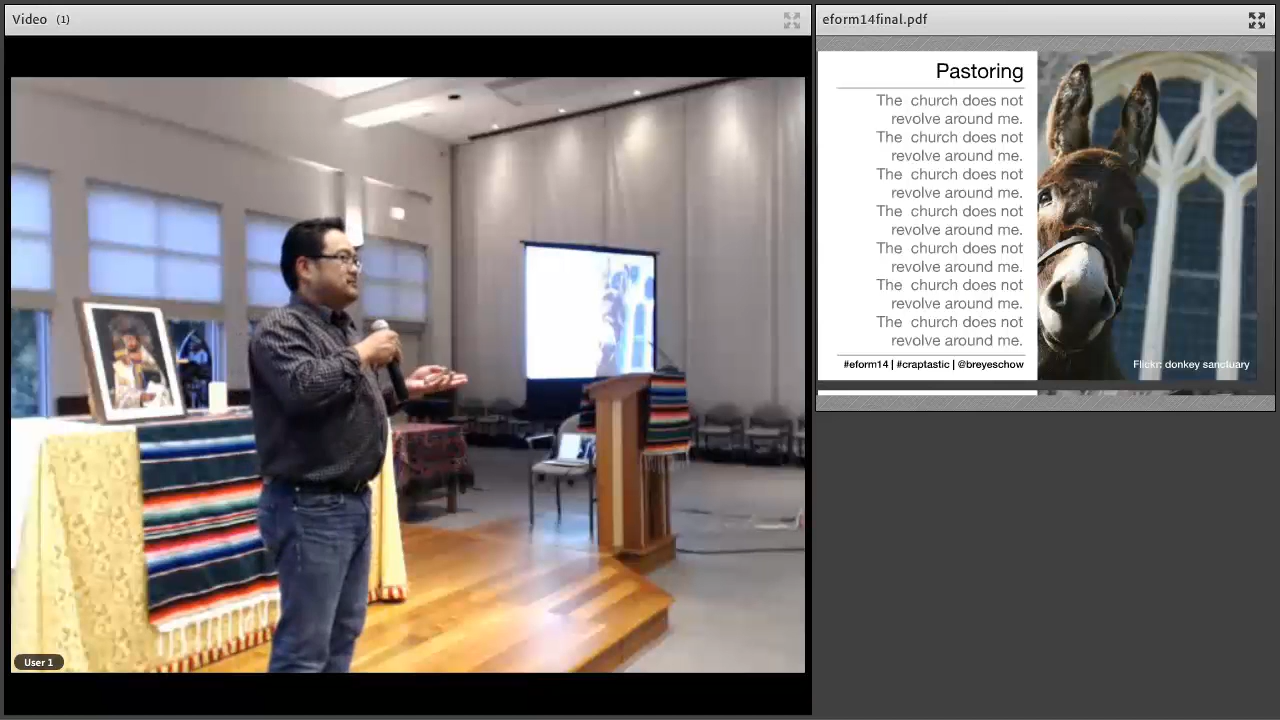 Video (1)
eform14final.pdf
Pastoring
The church does not
revolve around me.
The church does not
revolve around me.
The church does not
revolve around me.
The church does not
revolve around me.
The church does not
revolve around me.
The church does not
revolve around me.
The church does not
revolve around me.
#eform14 | #craptastic | @breyeschow
Flickr: donkey sanctuary
User 1